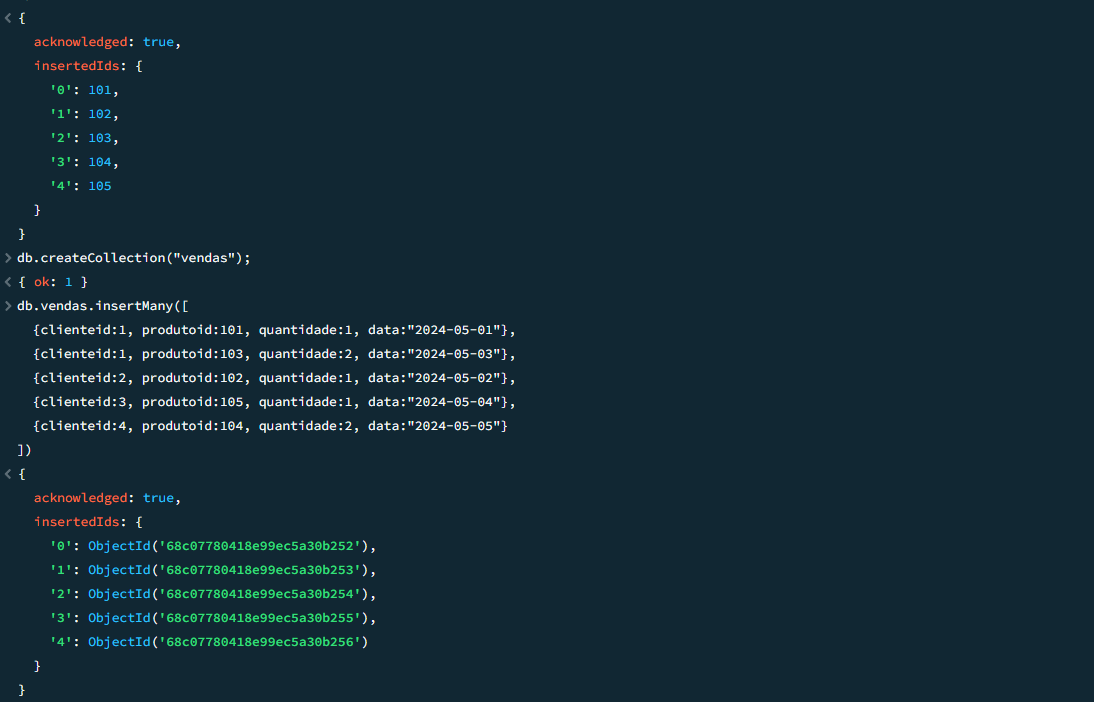 {
acknowledged: true,
insertedIds: {
'0': 101,
'1': 102,
'2': 103,
'3': 104,
'4': 105
}
}
db.createCollection("vendas");
{ ok: 1 }
db.vendas.insertMany([
{clienteid:1, produtoid:101, quantidade:1, data:"2024-05-01"},
{clienteid:1, produtoid:103, quantidade:2, data:"2024-05-03"},
{clienteid:2, produtoid:102, quantidade:1, data:"2024-05-02"},
{clienteid:3, produtoid:105, quantidade:1, data:"2024-05-04"},
{clienteid:4, produtoid:104, quantidade:2, data:"2024-05-05"}
])
{
acknowledged: true,
insertedIds: {
'0': ObjectId('68c07780418e99ec5a30b252'),
'1': ObjectId('68c07780418e99ec5a30b253'),
'2': ObjectId('68c07780418e99ec5a30b254'),
'3': ObjectId('68c07780418e99ec5a30b255'),
'4': ObjectId('68c07780418e99ec5a30b256')
}
}